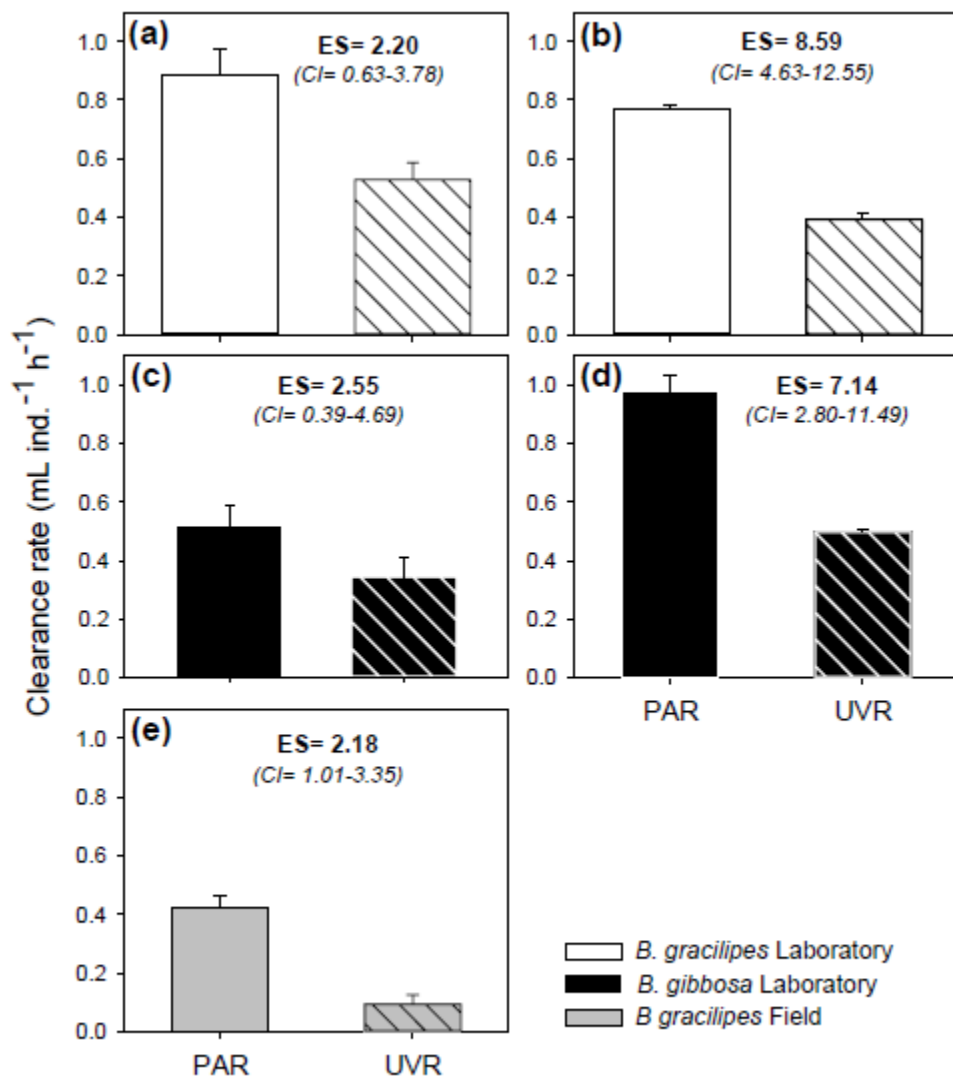 Clearance rate (mL ind.⁻¹ h⁻¹)
(a)
ES= 2.20
(CI= 0.63-3.78)
1.0
0.8
0.6
0.4
0.2
0.0
(b)
ES= 8.59
(CI= 4.63-12.55)
1.0
0.8
0.6
0.4
0.2
0.0
(c)
ES= 2.55
(CI= 0.39-4.69)
1.0
0.8
0.6
0.4
0.2
0.0
(d)
ES= 7.14
(CI= 2.80-11.49)
1.0
0.8
0.6
0.4
0.2
0.0
PAR UVR
(e)
ES= 2.18
(CI= 1.01-3.35)
1.0
0.8
0.6
0.4
0.2
0.0
PAR UVR
B. gracilipes Laboratory
B. gibbosa Laboratory
B gracilipes Field